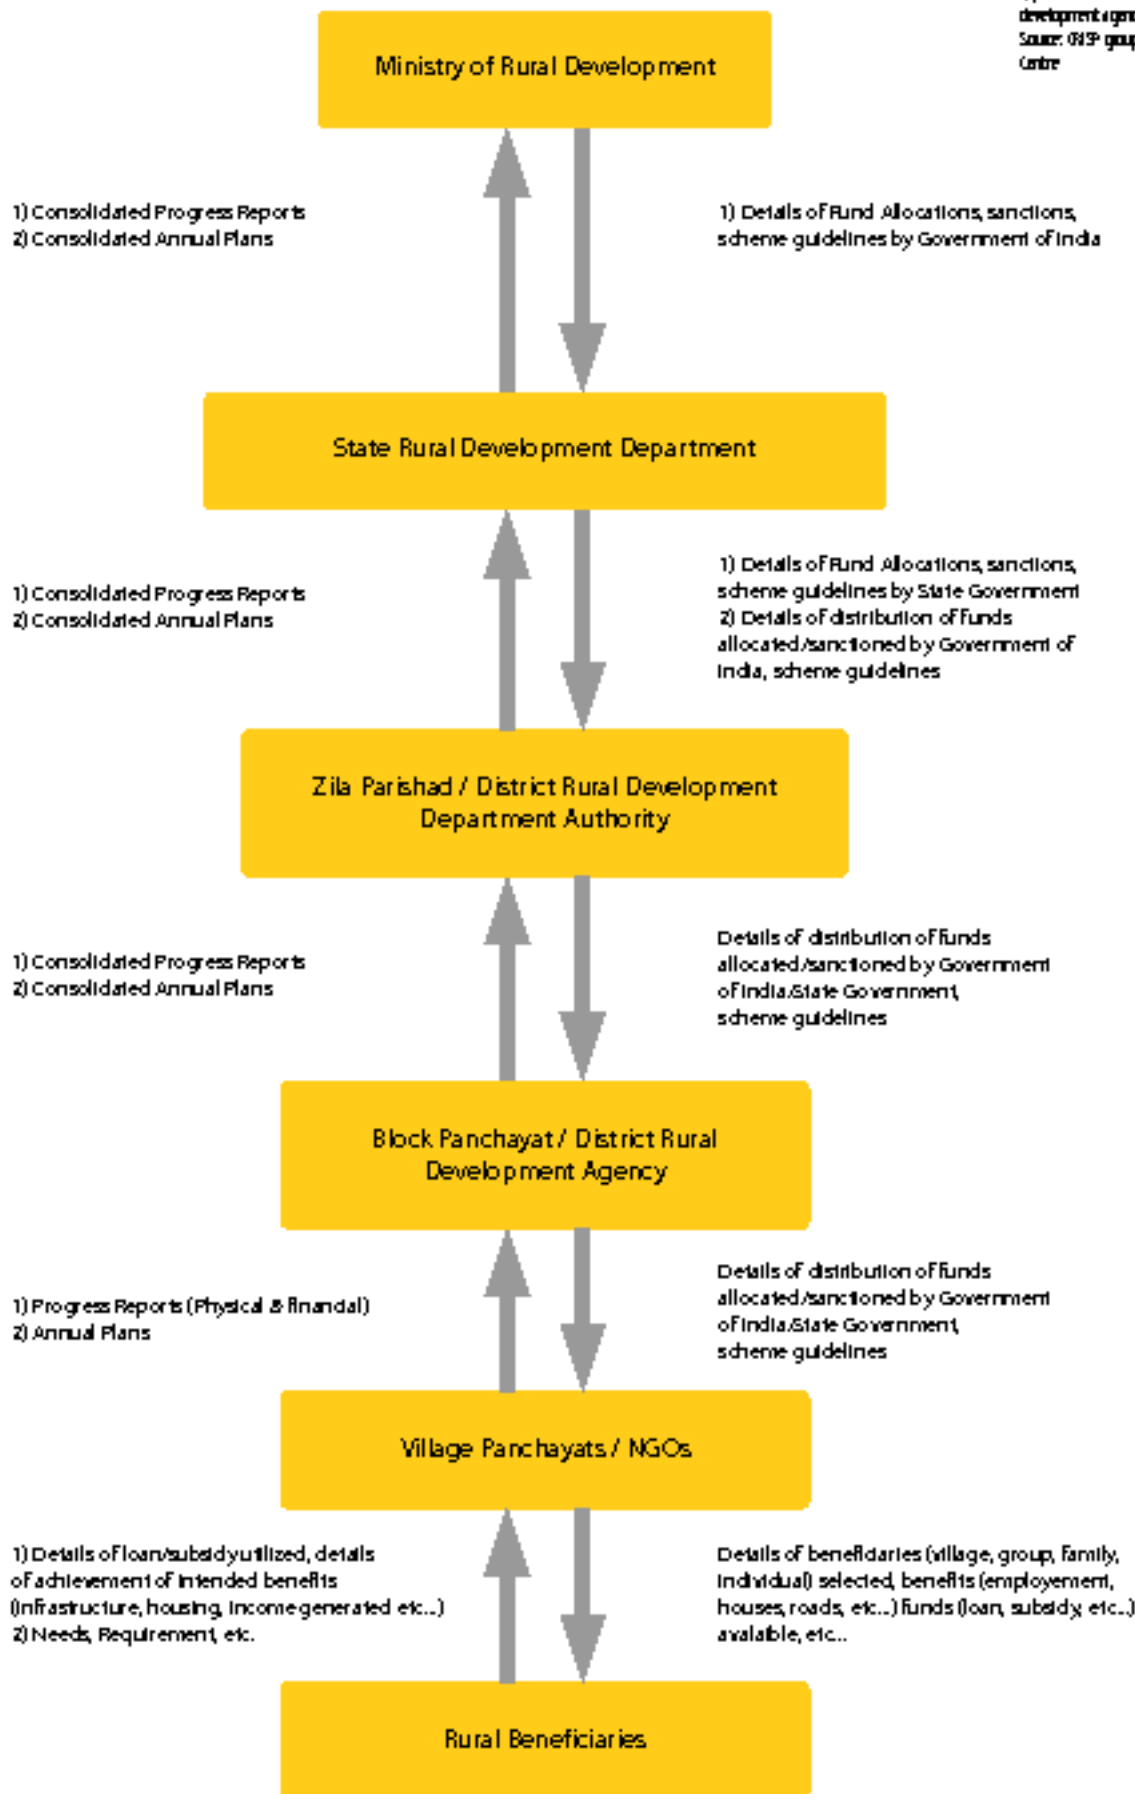 development agen
Source: CRISP group
Centre
Ministry of Rural Development
1) Consolidated Progress Reports
2) Consolidated Annual Plans
1) Details of Fund Allocations, sanctions,
scheme guidelines by Government of India
State Rural Development Department
1) Consolidated Progress Reports
2) Consolidated Annual Plans
1) Details of Fund Allocations, sanctions,
scheme guidelines by State Government
2) Details of distribution of funds
allocated/sanctioned by Government of
India, scheme guidelines
Zila Parishad / District Rural Development
Department Authority
1) Consolidated Progress Reports
2) Consolidated Annual Plans
Details of distribution of funds
allocated/sanctioned by Government
of India/State Government,
scheme guidelines
Block Panchayat / District Rural
Development Agency
1) Progress Reports (Physical & financial)
2) Annual Plans
Details of distribution of funds
allocated/sanctioned by Government
of India/State Government,
scheme guidelines
Village Panchayats / NGOs
1) Details of loan/subsidy utilized, details
of achievement of intended benefits
(infrastructure, housing, income generated etc...)
2) Needs, Requirement, etc.
Details of beneficiaries (village, group, family,
individual) selected, benefits (employement,
houses, roads, etc...) funds (loan, subsidy, etc...)
avalaible, etc...
Rural Beneficiaries